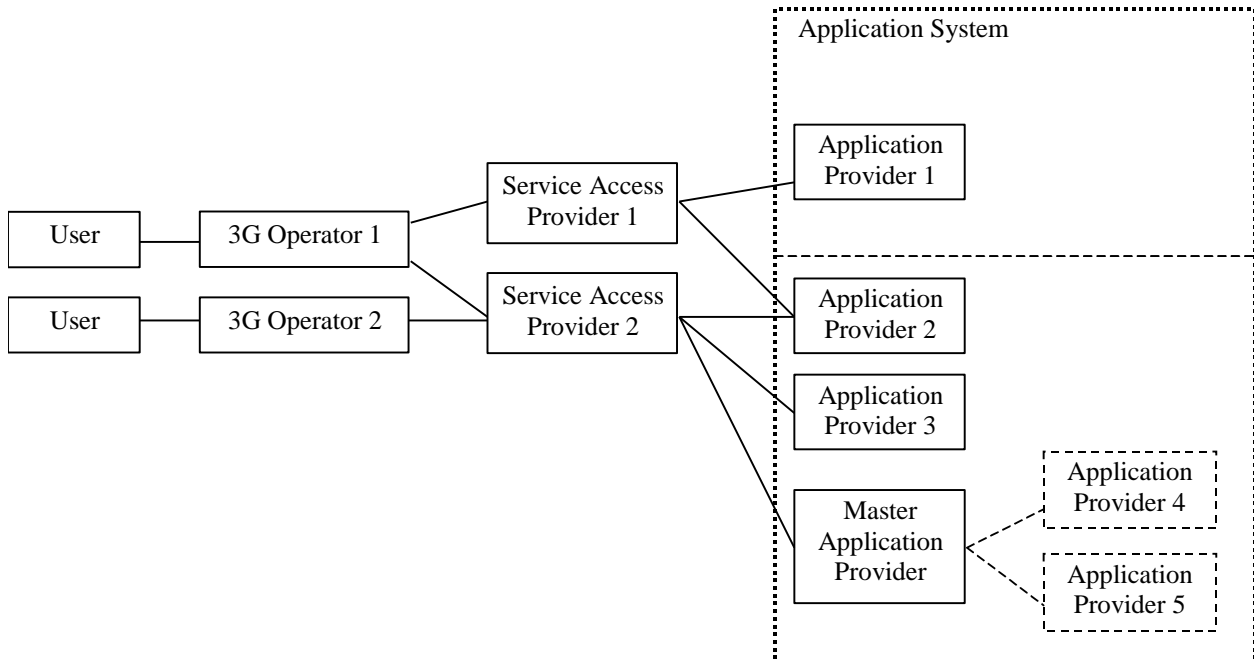 Application System
Application
Provider 1
Service Access
Provider 1
User
3G Operator 1
Service Access
Provider 2
User
3G Operator 2
Application
Provider 2
Application
Provider 3
Master
Application
Provider
Application
Provider 4
Application
Provider 5